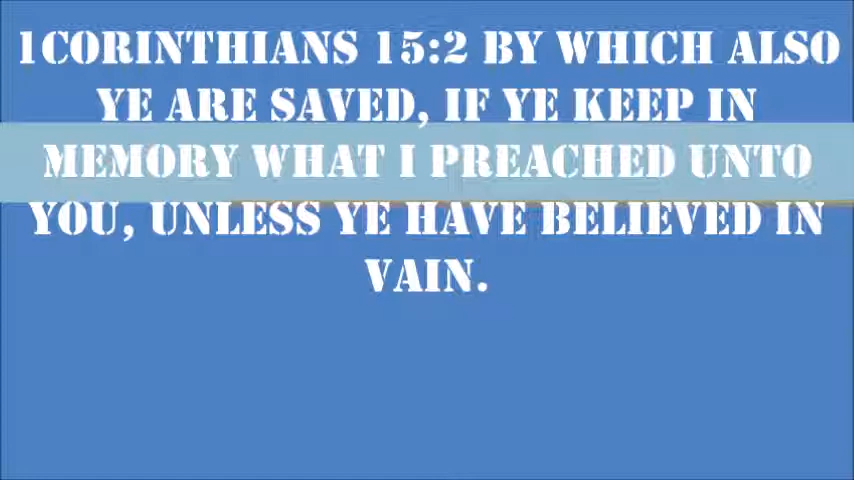 1CORINTHIANS 15:2 BY WHICH ALSO
YE ARE SAVED, IF YE KEEP IN
MEMORY WHAT I PREACHED UNTO
YOU, UNLESS YE HAVE BELIEVED IN
VAIN.